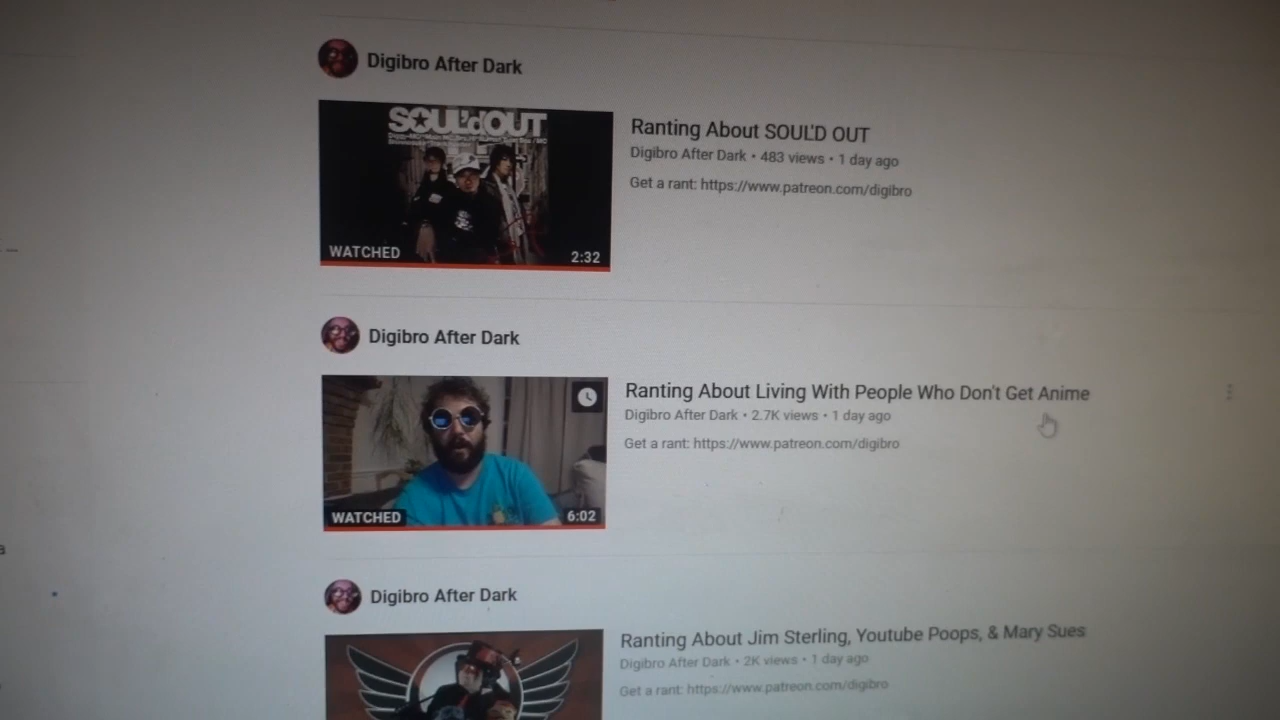 Digibro After Dark
SOUL'dOUT
WATCHED
2:32
Ranting About SOUL'D OUT
Digibro After Dark • 483 views • 1 day ago
Get a rant: https://www.patreon.com/digibro
Digibro After Dark
WATCHED
6:02
Ranting About Living With People Who Don't Get Anime
Digibro After Dark • 2.7K views • 1 day ago
Get a rant: https://www.patreon.com/digibro
Digibro After Dark
Ranting About Jim Sterling, Youtube Poops, & Mary Sues
Digibro After Dark • 2K views • 1 day ago
Get a rant: https://www.patreon.com/digibro